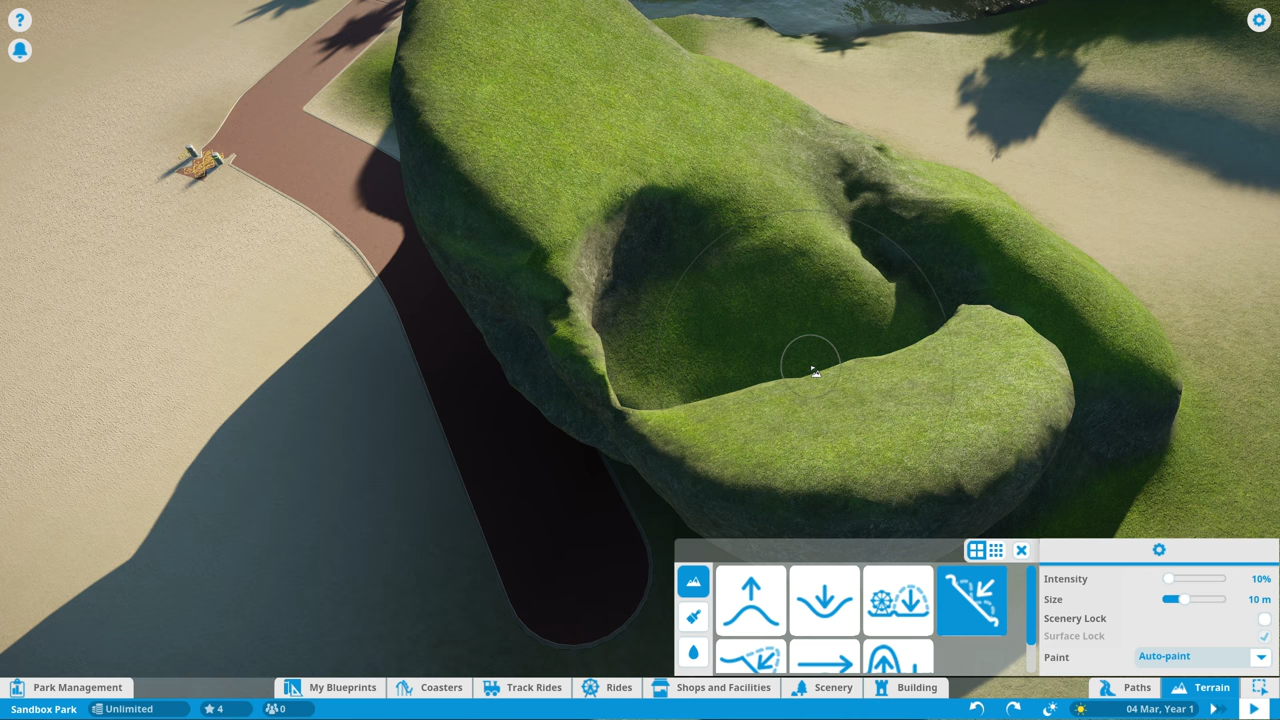 ?
Intensity 10%
Size 10 m
Scenery Lock
Surface Lock
Paint Auto-paint
Park Management My Blueprints Coasters Track Rides Rides Shops and Facilities Scenery Building Paths Terrain
Sandbox Park Unlimited 4 0 04 Mar, Year 1